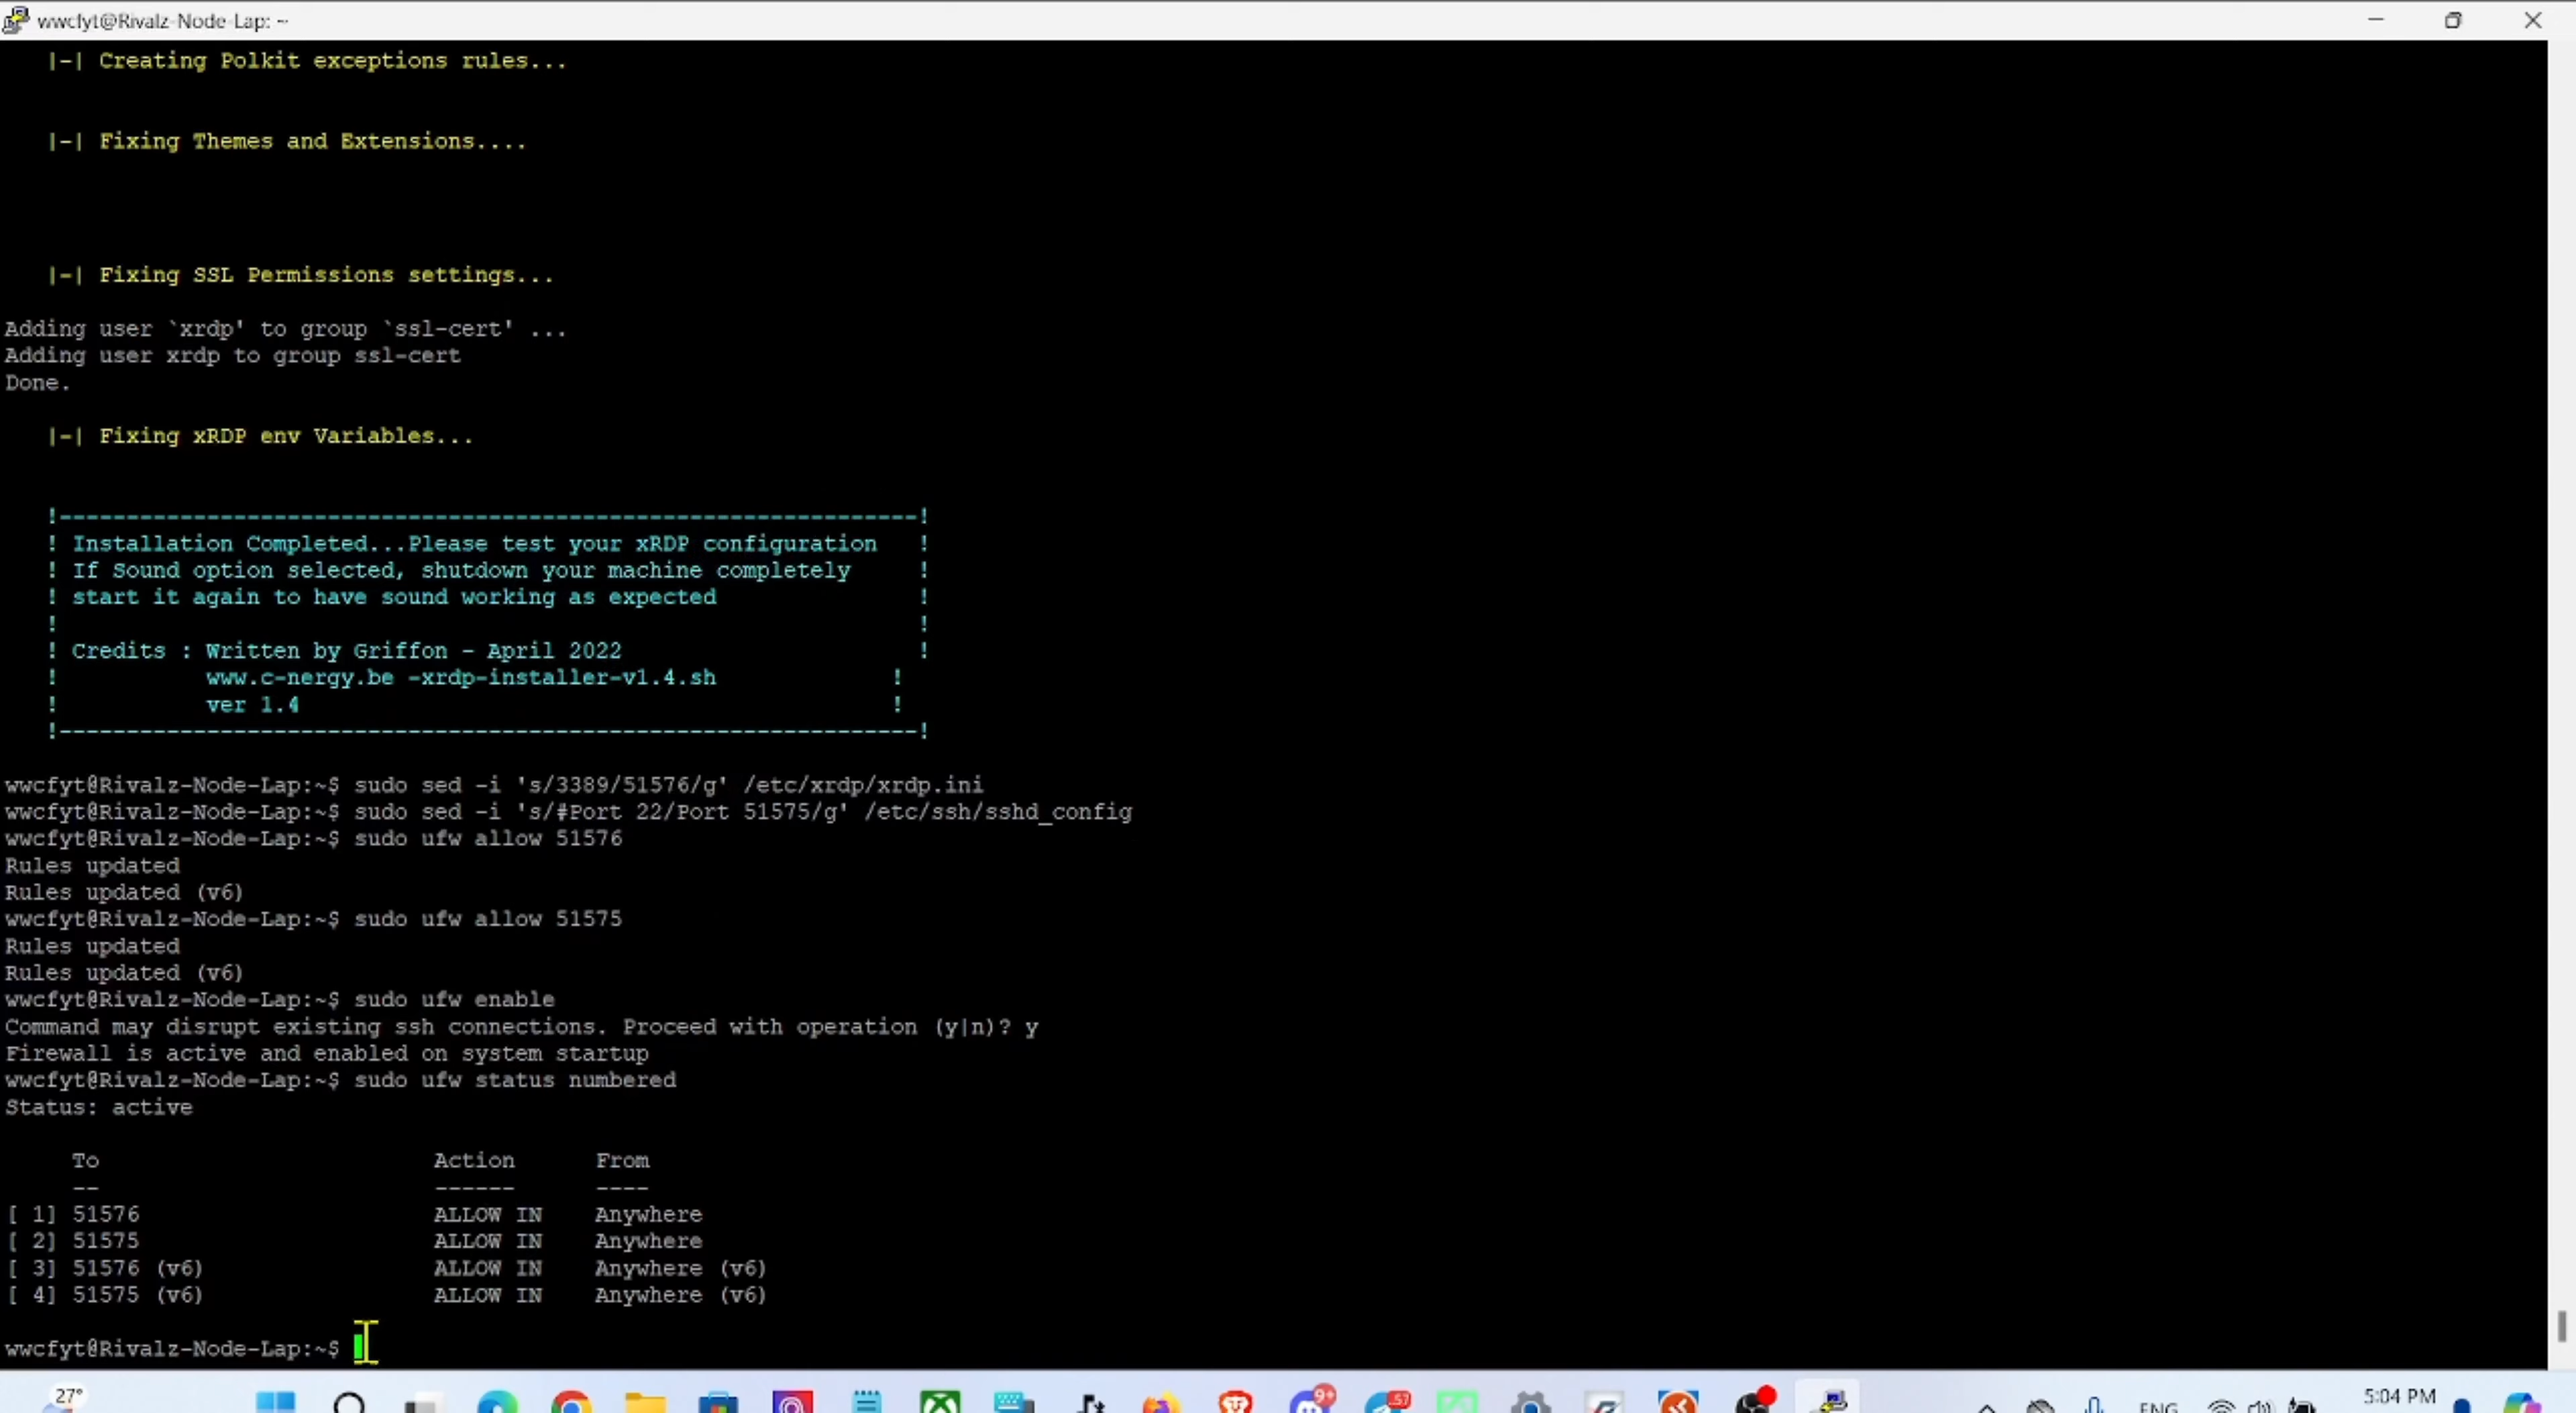 wwcfyt@Rivalz-Node-Lap: ~
|-| Creating Polkit exceptions rules...
|-| Fixing Themes and Extensions....
|-| Fixing SSL Permissions settings...
Adding user `xrdp' to group `ssl-cert' ...
Adding user xrdp to group ssl-cert
Done.
|-| Fixing xRDP env Variables...
!----------------------------------------------------------------!
! Installation Completed...Please test your xRDP configuration !
! If Sound option selected, shutdown your machine completely !
! start it again to have sound working as expected !
! !
! Credits : Written by Griffon - April 2022 !
! www.c-nergy.be -xrdp-installer-v1.4.sh !
! ver 1.4 !
!----------------------------------------------------------------!
wwcfyt@Rivalz-Node-Lap:~$ sudo sed -i 's/3389/51576/g' /etc/xrdp/xrdp.ini
wwcfyt@Rivalz-Node-Lap:~$ sudo sed -i 's/#Port 22/Port 51575/g' /etc/ssh/sshd_config
wwcfyt@Rivalz-Node-Lap:~$ sudo ufw allow 51576
Rules updated
Rules updated (v6)
wwcfyt@Rivalz-Node-Lap:~$ sudo ufw allow 51575
Rules updated
Rules updated (v6)
wwcfyt@Rivalz-Node-Lap:~$ sudo ufw enable
Command may disrupt existing ssh connections. Proceed with operation (y|n)? y
Firewall is active and enabled on system startup
wwcfyt@Rivalz-Node-Lap:~$ sudo ufw status numbered
Status: active
To Action From
-- ------ ----
[ 1] 51576 ALLOW IN Anywhere
[ 2] 51575 ALLOW IN Anywhere
[ 3] 51576 (v6) ALLOW IN Anywhere (v6)
[ 4] 51575 (v6) ALLOW IN Anywhere (v6)
wwcfyt@Rivalz-Node-Lap:~$
27° 9+ 57 ENG 5:04 PM